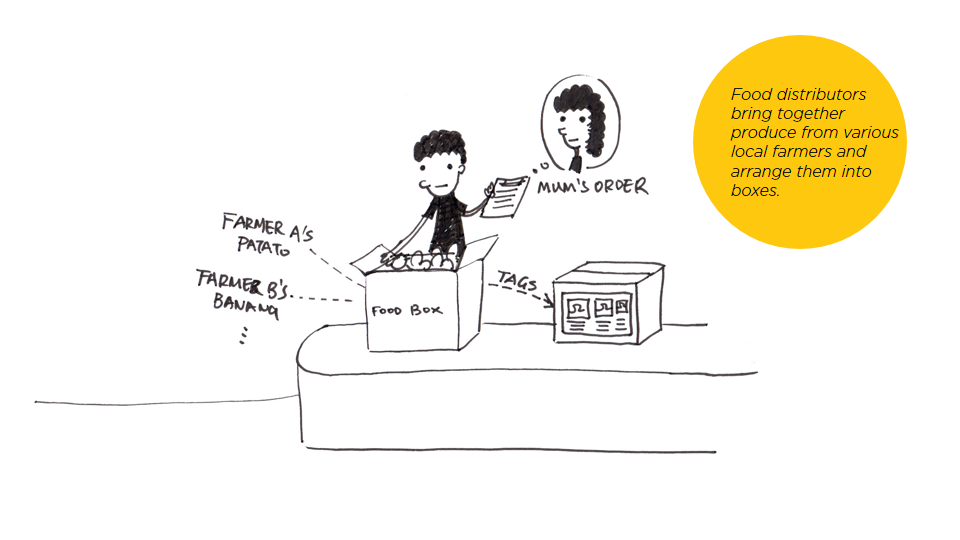 Food distributors
bring together
produce from various
local farmers and
arrange them into
boxes.
MUM'S ORDER
FARMER A'S
PATATO
FARMER B'S
BANANA
TAGS
FOOD BOX